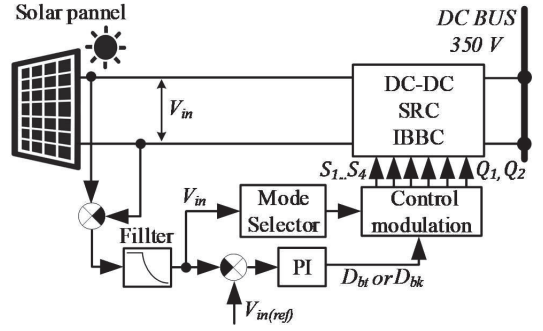 Solar pannel
DC BUS
350 V
DC-DC
SRC
IBBC
V_in
S_1..S_4
Q_1, Q_2
V_in
Mode
Selector
Control
modulation
Fillter
PI
D_bt or D_bk
V_in(ref)